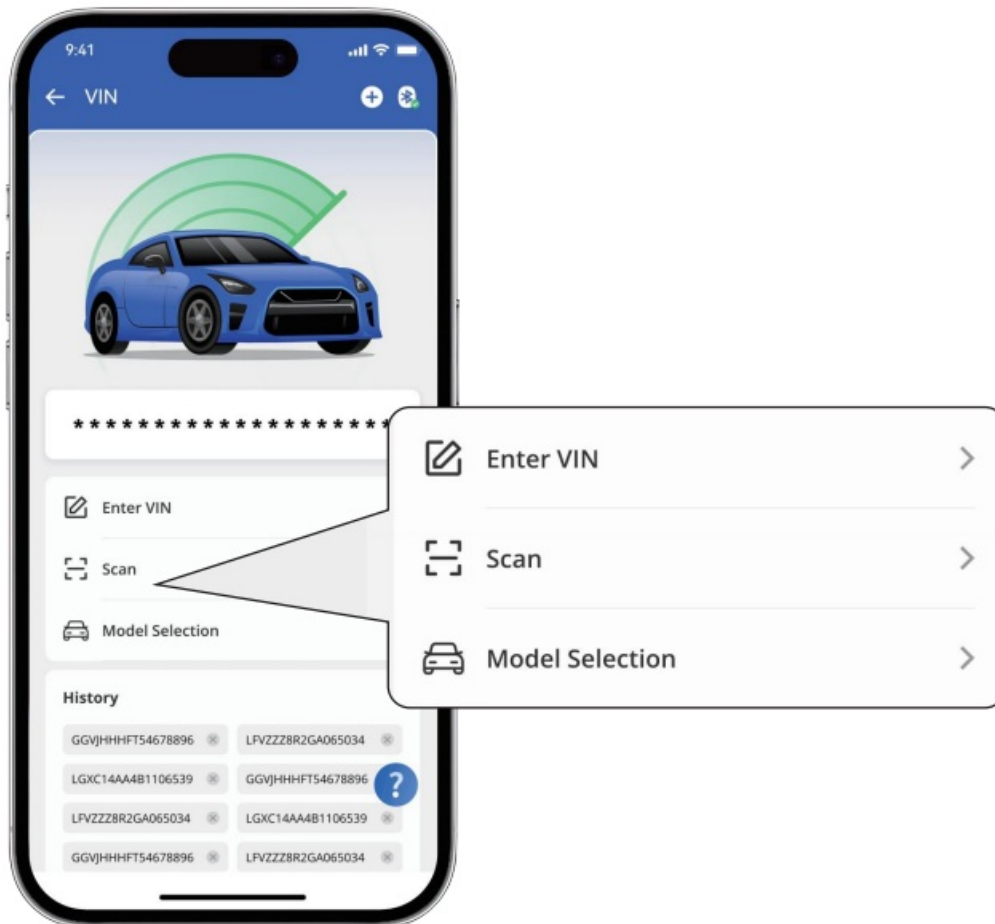 9:41
VIN
* * * * * * * * * * * * * * * * * * * *
Enter VIN
Scan
Model Selection
Enter VIN
Scan
Model Selection
History
GGVJHHHFT54678896 LFVZZZ8R2GA065034
LGXC14AA4B1106539 GGVJHHHFT54678896
?
LFVZZZ8R2GA065034 LGXC14AA4B1106539
GGVJHHHFT54678896 LFVZZZ8R2GA065034